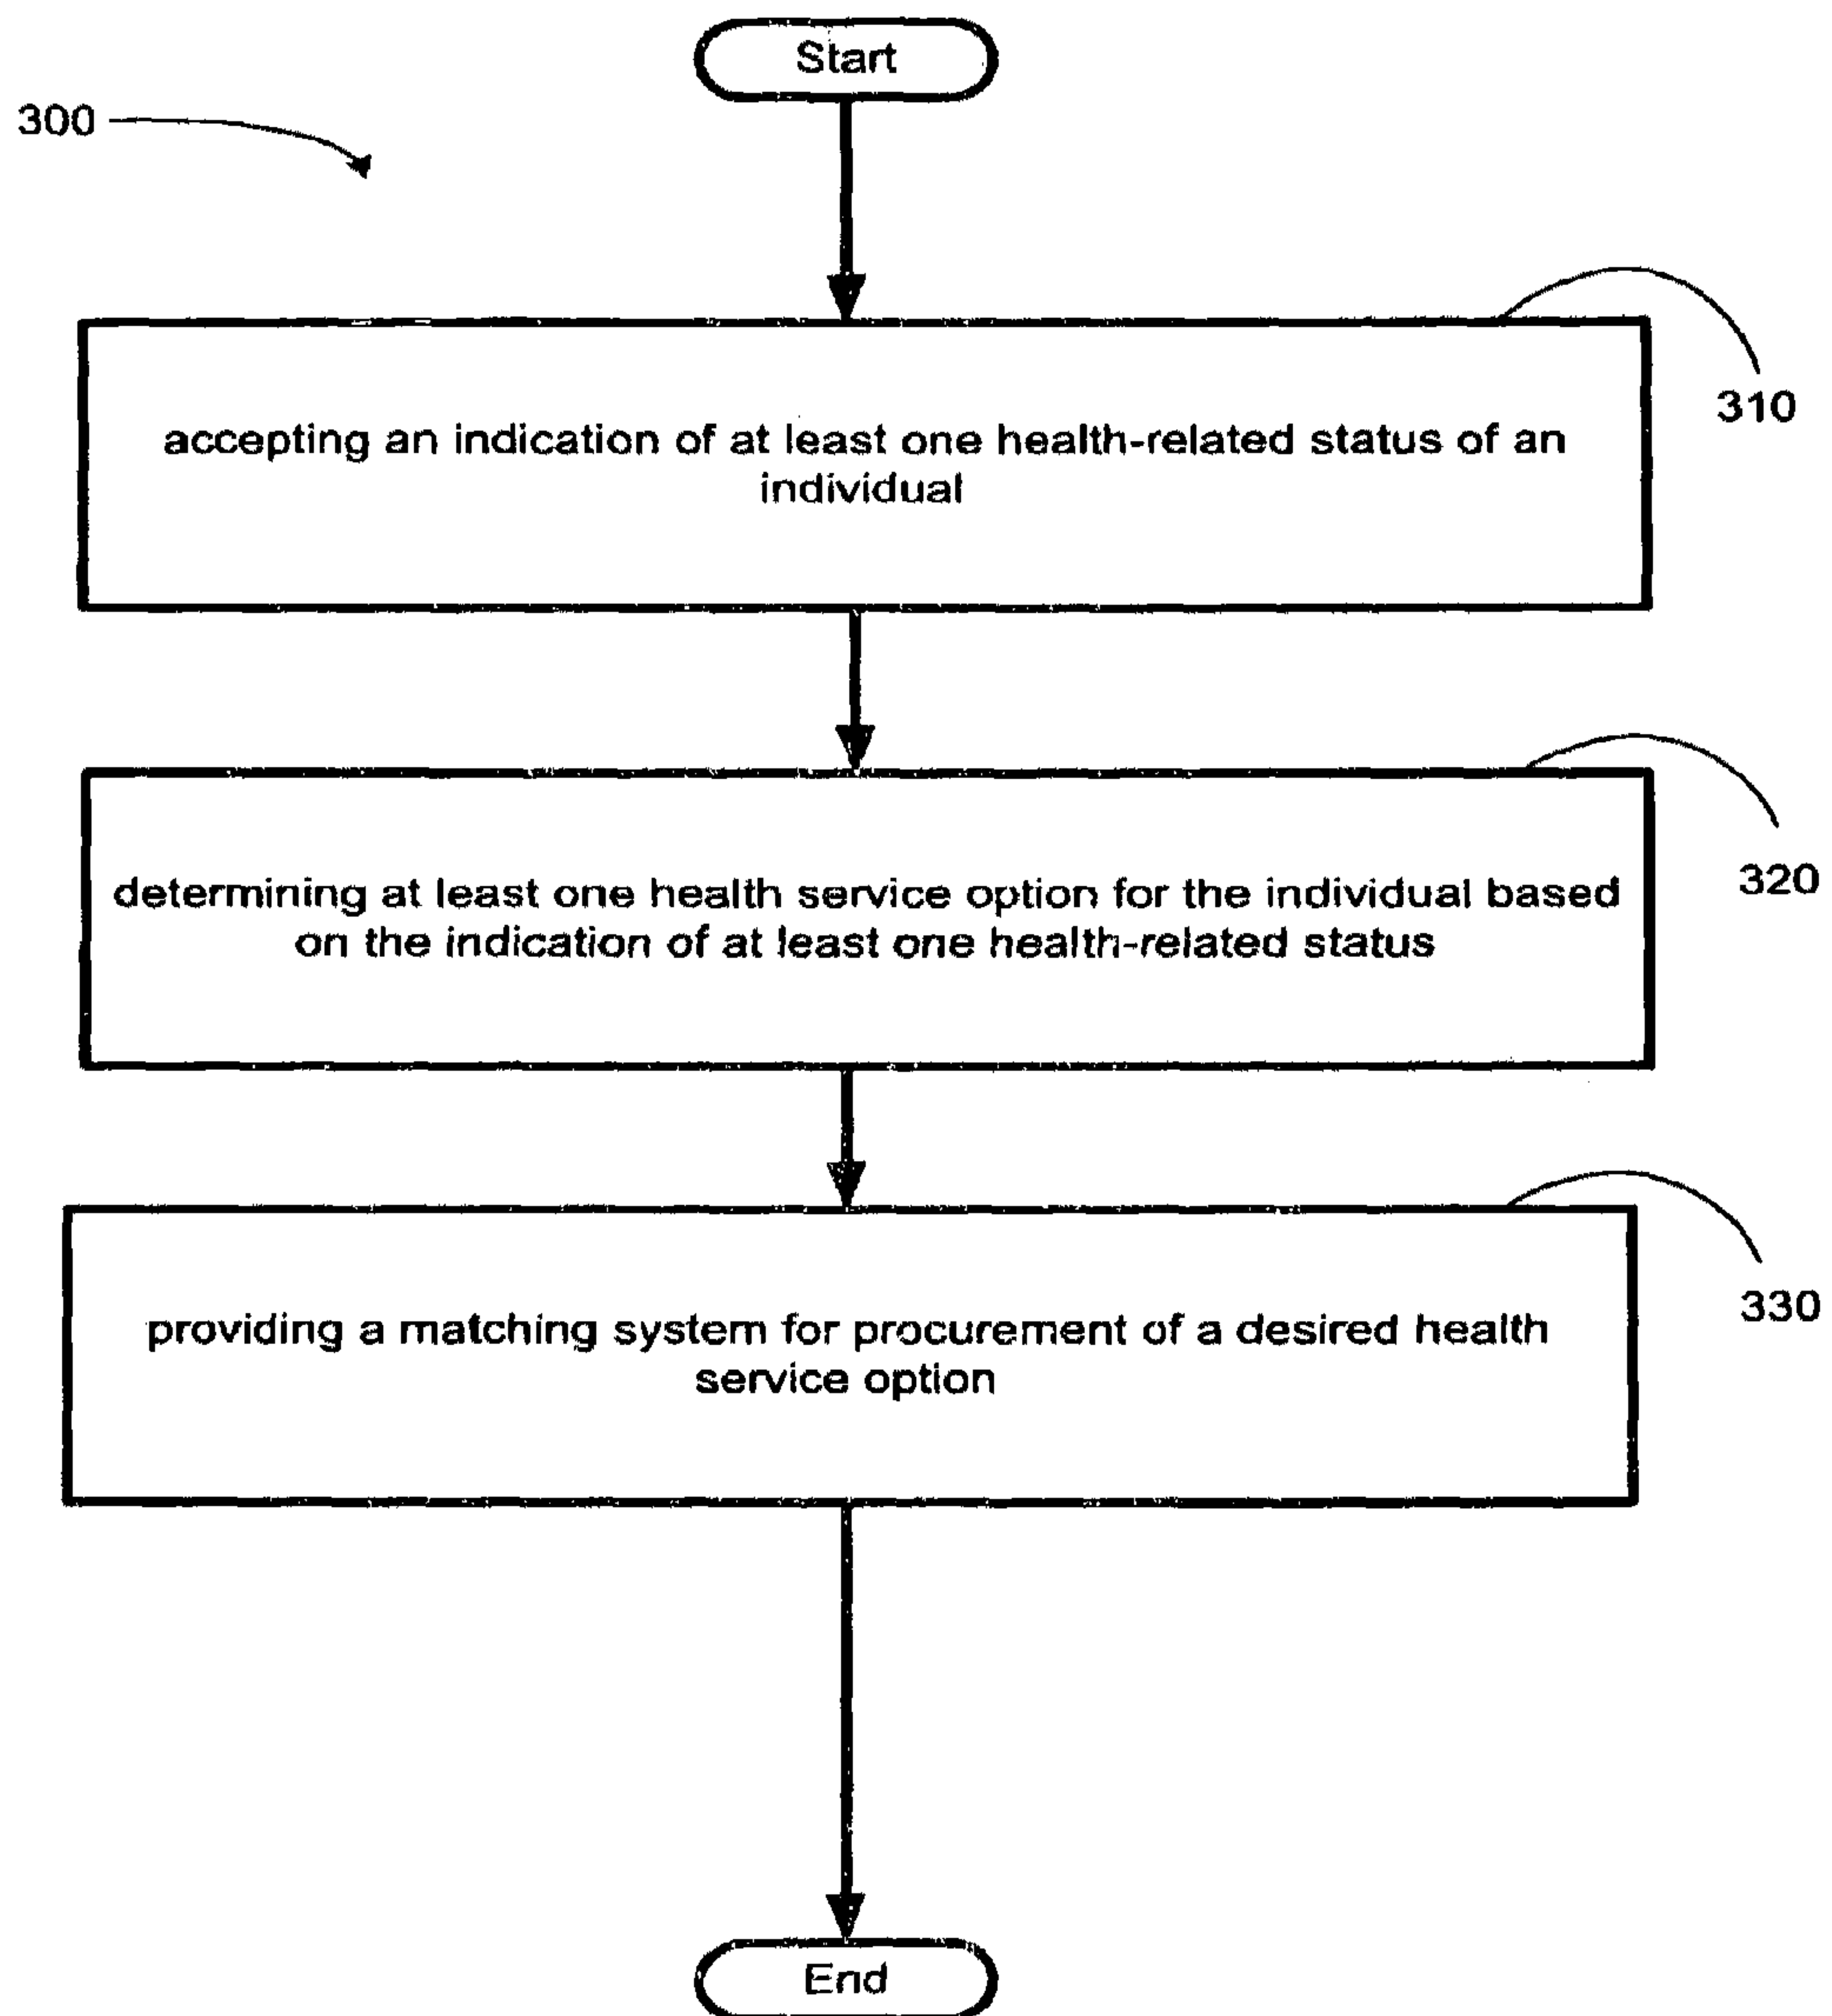 Start
300
310
accepting an indication of at least one health-related status of an
individual
320
determining at least one health service option for the individual based
on the indication of at least one health-related status
330
providing a matching system for procurement of a desired health
service option
End